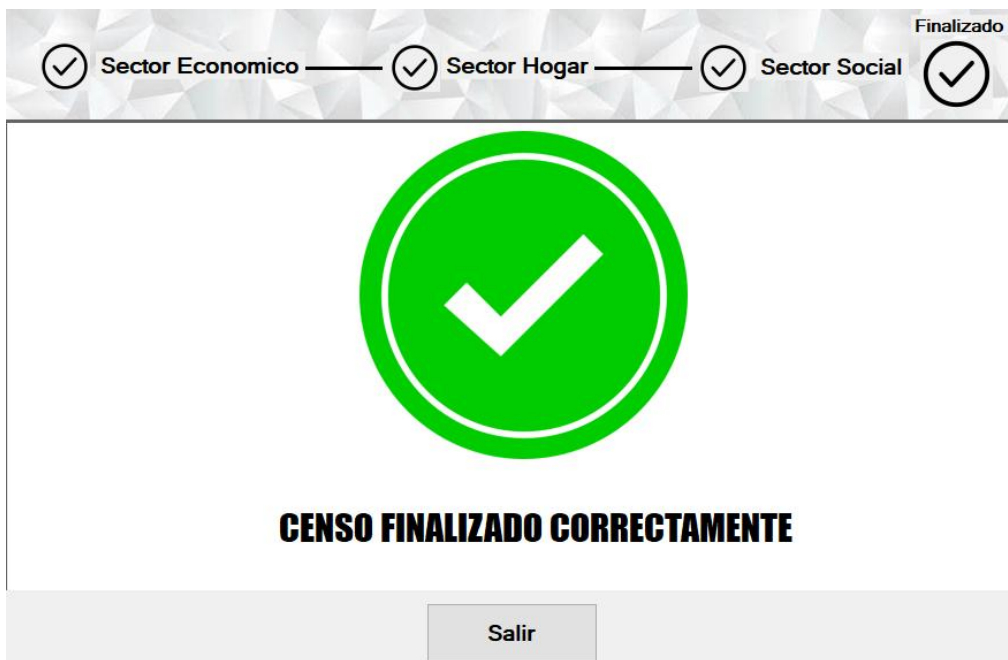 Finalizado
Sector Economico
Sector Hogar
Sector Social
CENSO FINALIZADO CORRECTAMENTE
Salir